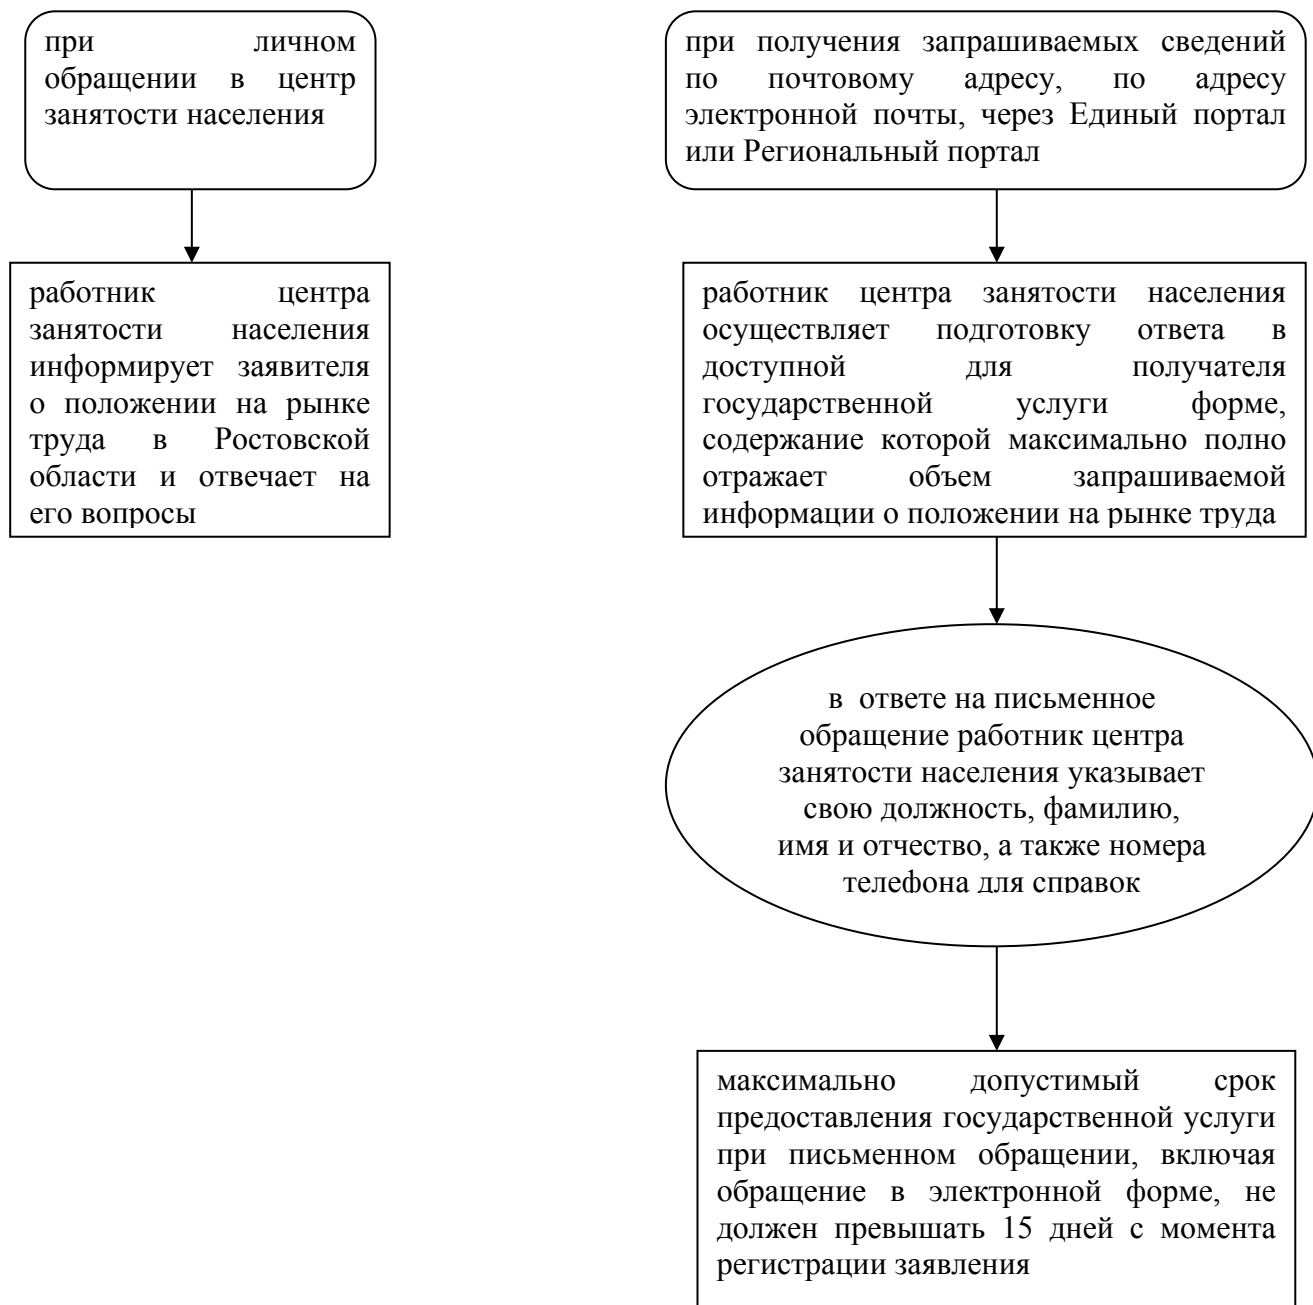 при личном
обращении в центр
занятости населения
при получения запрашиваемых сведений
по почтовому адресу, по адресу
электронной почты, через Единый портал
или Региональный портал
работник центра
занятости населения
информирует заявителя
о положении на рынке
труда в Ростовской
области и отвечает на
его вопросы
работник центра занятости населения
осуществляет подготовку ответа в
доступной для получателя
государственной услуги форме,
содержание которой максимально полно
отражает объем запрашиваемой
информации о положении на рынке труда
в ответе на письменное
обращение работник центра
занятости населения указывает
свою должность, фамилию,
имя и отчество, а также номера
телефона для справок
максимально допустимый срок
предоставления государственной услуги
при письменном обращении, включая
обращение в электронной форме, не
должен превышать 15 дней с момента
регистрации заявления